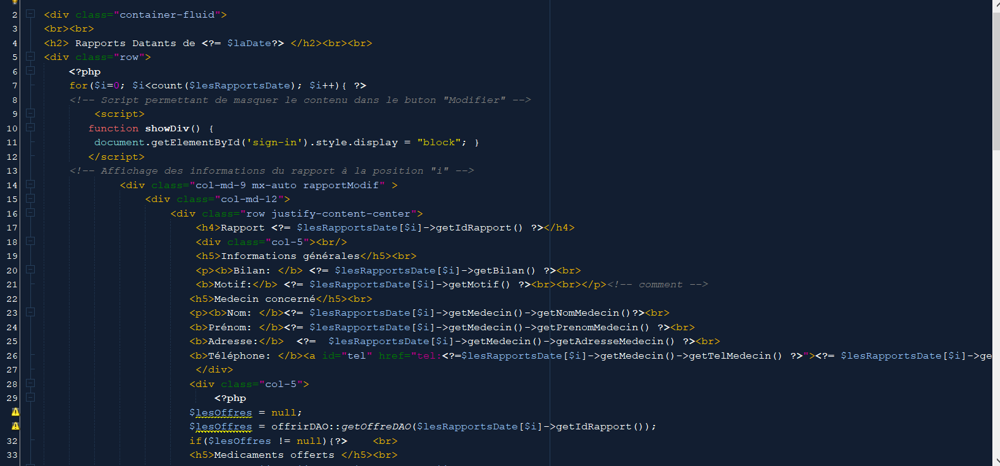 2 <div class="container-fluid">
3 <br><br>
4 <h2> Rapports Datants de <?= $laDate?> </h2><br><br>
5 <div class="row">
6 <?php
7 for($i=0; $i<count($lesRapportsDate); $i++){ ?>
8 <!-- Script permettant de masquer le contenu dans le buton "Modifier" -->
9 <script>
10 function showDiv() {
11 document.getElementById('sign-in').style.display = "block"; }
12 </script>
13 <!-- Affichage des informations du rapport à la position "i" -->
14 <div class="col-md-9 mx-auto rapportModif" >
15 <div class="col-md-12">
16 <div class="row justify-content-center">
17 <h4>Rapport <?= $lesRapportsDate[$i]->getIdRapport() ?></h4>
18 <div class="col-5"><br/>
19 <h5>Informations générales</h5><br>
20 <p><b>Bilan: </b> <?= $lesRapportsDate[$i]->getBilan() ?><br>
21 <b>Motif:</b> <?= $lesRapportsDate[$i]->getMotif() ?><br><br></p><!-- comment -->
22 <h5>Medecin concerné</h5><br>
23 <p><b>Nom: </b><?= $lesRapportsDate[$i]->getMedecin()->getNomMedecin()?><br>
24 <b>Prénom: </b><?= $lesRapportsDate[$i]->getMedecin()->getPrenomMedecin() ?><br>
25 <b>Adresse:</b>  <?=  $lesRapportsDate[$i]->getMedecin()->getAdresseMedecin() ?><br>
26 <b>Téléphone: </b><a id="tel" href="tel:<?=$lesRapportsDate[$i]->getMedecin()->getTelMedecin() ?>"><?= $lesRapportsDate[$i]->ge
27 </div>
28 <div class="col-5">
29 <?php
$lesOffres = null;
$lesOffres = offrirDAO::getOffreDAO($lesRapportsDate[$i]->getIdRapport());
32 if($lesOffres != null){?>    <br>
33 <h5>Medicaments offerts </h5><br>